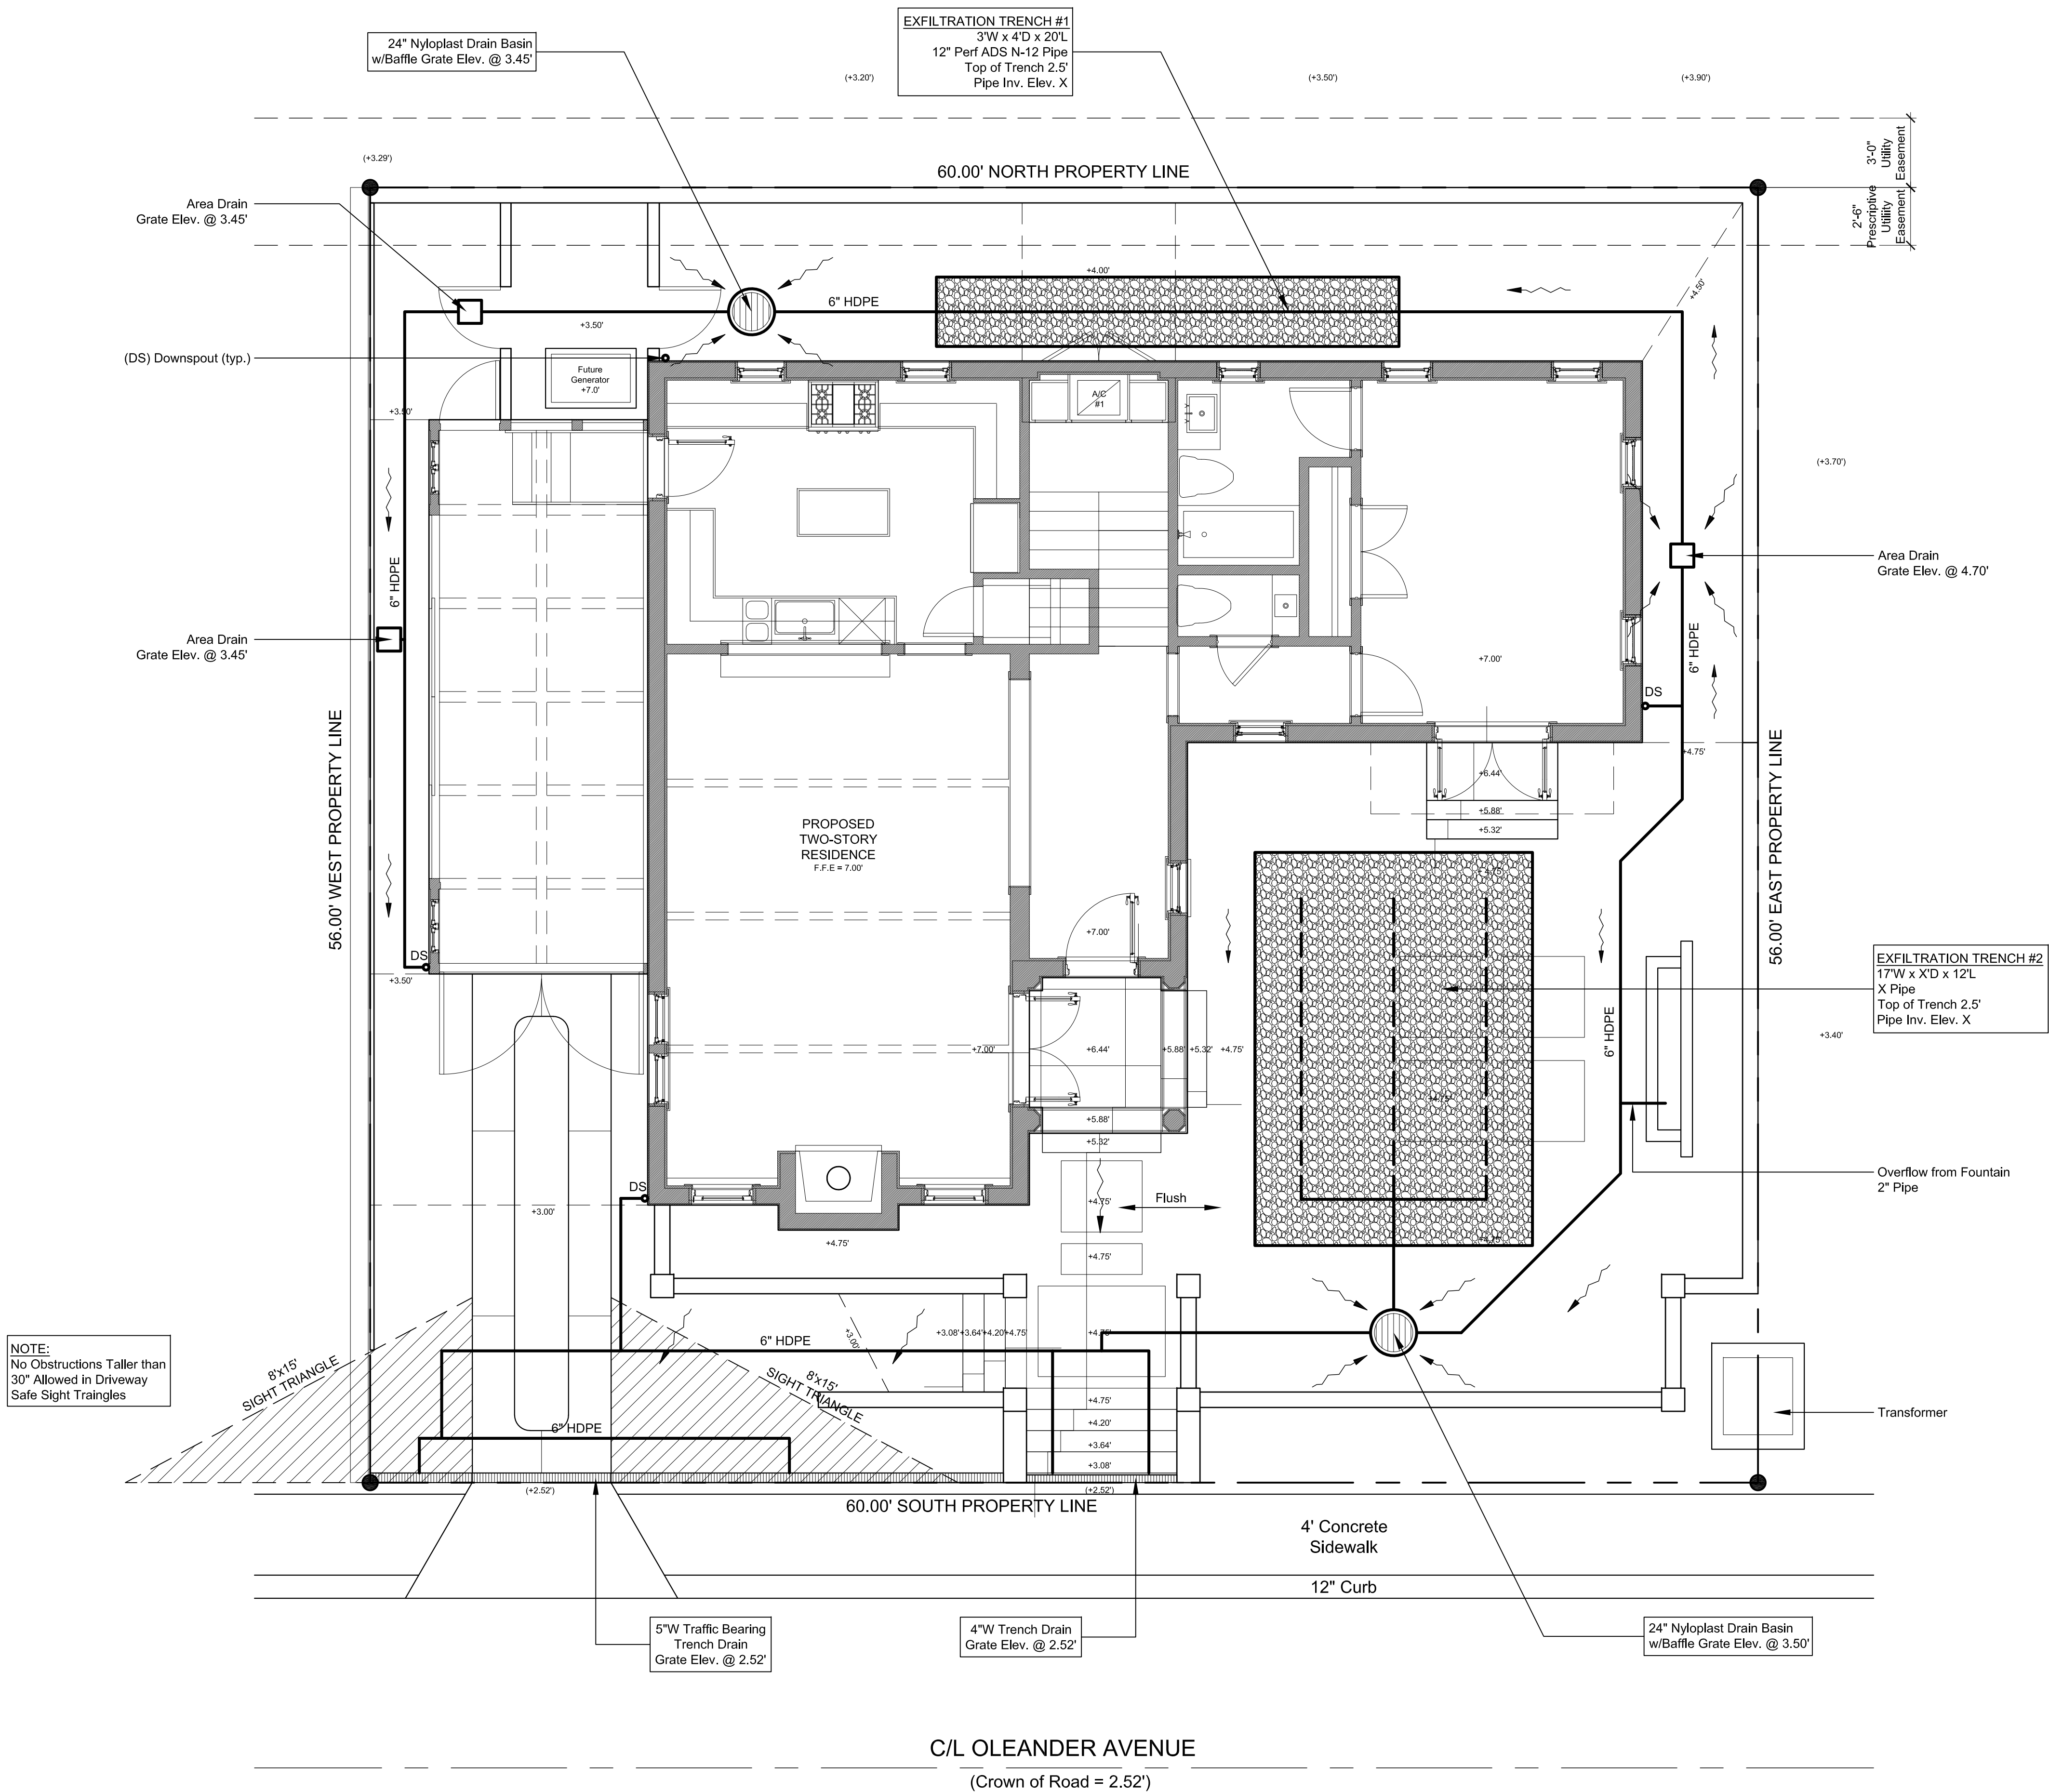 EXFILTRATION TRENCH #1
3'W x 4'D x 20'L
12" Perf ADS N-12 Pipe
Top of Trench 2.5'
Pipe Inv. Elev. X
24" Nyloplast Drain Basin
w/Baffle Grate Elev. @ 3.45'
(+3.20')
(+3.50')
(+3.90')
3'-0"
Utility
Easement
(+3.29')
60.00' NORTH PROPERTY LINE
2'-6"
Prescriptive
Utiliity
Easement
Area Drain
Grate Elev. @ 3.45'
+4.00'
+4.50'
6" HDPE
+3.50'
(DS) Downspout (typ.)
Future
Generator
+7.0'
A/C
#1
+3.50'
(+3.70')
6" HDPE
Area Drain
Grate Elev. @ 4.70'
Area Drain
Grate Elev. @ 3.45'
6" HDPE
+7.00'
DS
+4.75'
56.00' WEST PROPERTY LINE
56.00' EAST PROPERTY LINE
+6.44'
+5.88'
+5.32'
PROPOSED
TWO-STORY
RESIDENCE
F.F.E = 7.00'
+4.75'
+7.00'
DS
+3.50'
EXFILTRATION TRENCH #2
17'W x X'D x 12'L
X Pipe
Top of Trench 2.5'
Pipe Inv. Elev. X
6" HDPE
+3.40'
+7.00'
+6.44'
+5.88'
+5.32'
+4.75'
+4.75'
+5.88'
+5.32'
Overflow from Fountain
2" Pipe
DS
+3.00'
+4.75'
Flush
+4.75'
+4.75'
+4.75'
6" HDPE
+3.00'
+3.08'
+3.64'
+4.20'
+4.75'
+4.75'
NOTE:
No Obstructions Taller than
30" Allowed in Driveway
Safe Sight Traingles
8'x15'
SIGHT TRIANGLE
8'x15'
SIGHT TRIANGLE
+4.75'
+4.20'
+3.64'
+3.08'
Transformer
6" HDPE
(+2.52')
(+2.52')
60.00' SOUTH PROPERTY LINE
4' Concrete
Sidewalk
12" Curb
5"W Traffic Bearing
Trench Drain
Grate Elev. @ 2.52'
4"W Trench Drain
Grate Elev. @ 2.52'
24" Nyloplast Drain Basin
w/Baffle Grate Elev. @ 3.50'
C/L OLEANDER AVENUE
(Crown of Road = 2.52')